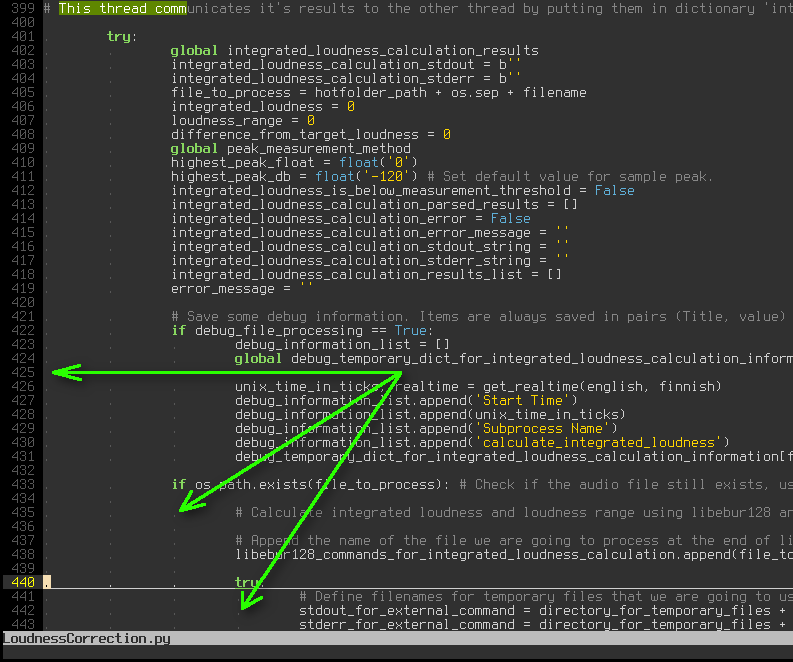 399 # This thread communicates it's results to the other thread by putting them in dictionary 'int
400
401 try:
402 global integrated_loudness_calculation_results
403 integrated_loudness_calculation_stdout = b''
404 integrated_loudness_calculation_stderr = b''
405 file_to_process = hotfolder_path + os.sep + filename
406 integrated_loudness = 0
407 loudness_range = 0
408 difference_from_target_loudness = 0
409 global peak_measurement_method
410 highest_peak_float = float('0')
411 highest_peak_db = float('-120') # Set default value for sample peak.
412 integrated_loudness_is_below_measurement_threshold = False
413 integrated_loudness_calculation_parsed_results = []
414 integrated_loudness_calculation_error = False
415 integrated_loudness_calculation_error_message = ''
416 integrated_loudness_calculation_stdout_string = ''
417 integrated_loudness_calculation_stderr_string = ''
418 integrated_loudness_calculation_results_list = []
419 error_message = ''
420
421 # Save some debug information. Items are always saved in pairs (Title, value)
422 if debug_file_processing == True:
423 debug_information_list = []
424 global debug_temporary_dict_for_integrated_loudness_calculation_inform
425
426 unix_time_in_ticks, realtime = get_realtime(english, finnish)
427 debug_information_list.append('Start Time')
428 debug_information_list.append(unix_time_in_ticks)
429 debug_information_list.append('Subprocess Name')
430 debug_information_list.append('calculate_integrated_loudness')
431 debug_temporary_dict_for_integrated_loudness_calculation_information[f
432
433 if os.path.exists(file_to_process): # Check if the audio file still exists, us
434
435 # Calculate integrated loudness and loudness range using libebur128 an
436
437 # Append the name of the file we are going to process at the end of li
438 libebur128_commands_for_integrated_loudness_calculation.append(file_to
439
440 try:
441 # Define filenames for temporary files that we are going to us
442 stdout_for_external_command = directory_for_temporary_files +
443 stderr_for_external_command = directory_for_temporary_files +
LoudnessCorrection.py